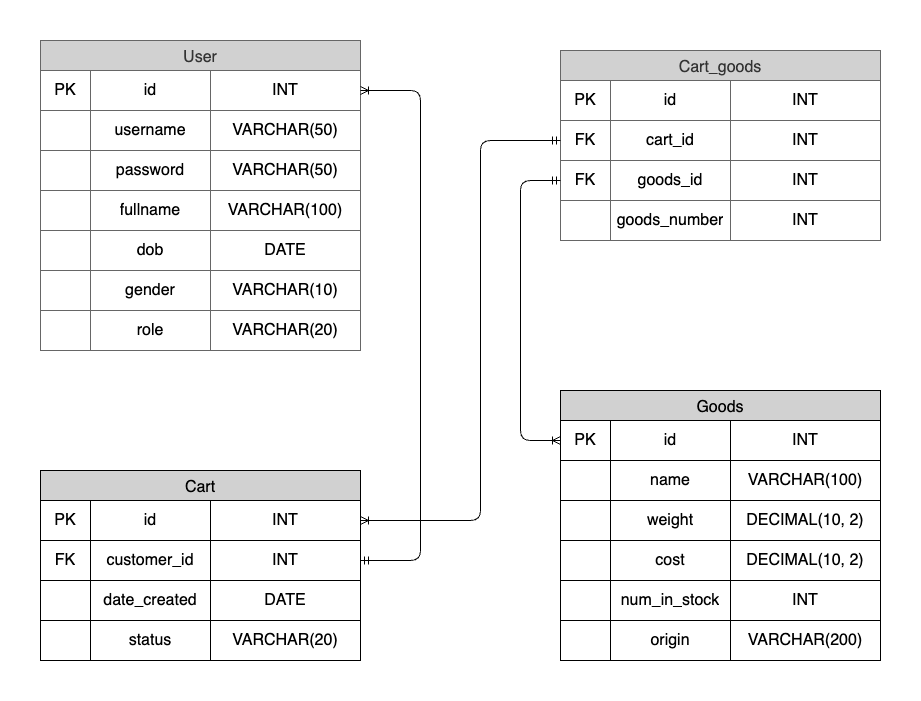 User
PK id INT
username VARCHAR(50)
password VARCHAR(50)
fullname VARCHAR(100)
dob DATE
gender VARCHAR(10)
role VARCHAR(20)
Cart_goods
PK id INT
FK cart_id INT
FK goods_id INT
goods_number INT
Cart
PK id INT
FK customer_id INT
date_created DATE
status VARCHAR(20)
Goods
PK id INT
name VARCHAR(100)
weight DECIMAL(10, 2)
cost DECIMAL(10, 2)
num_in_stock INT
origin VARCHAR(200)